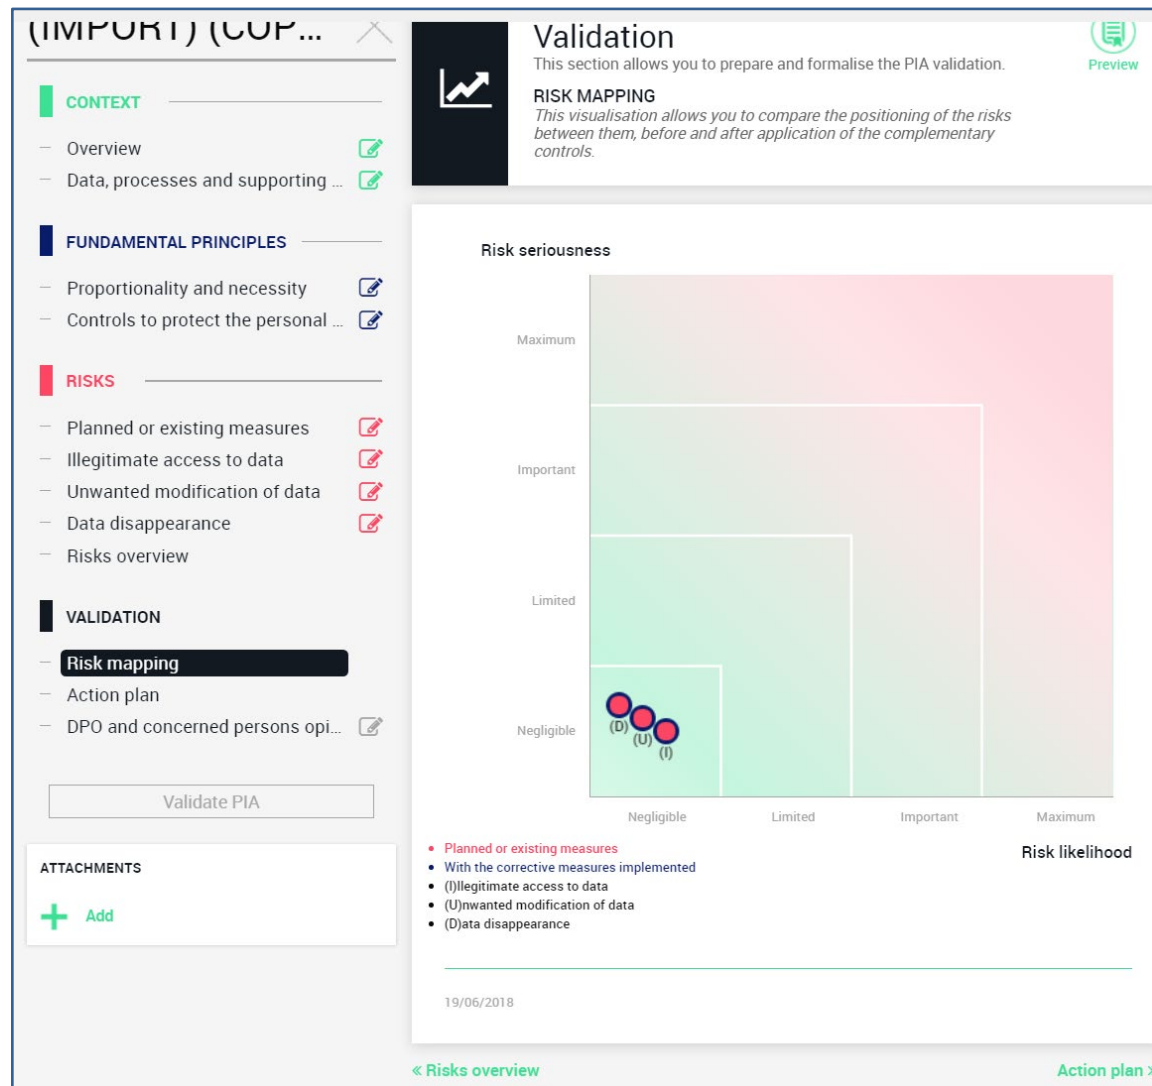 (IMPORT) (COP...
CONTEXT
Overview
Data, processes and supporting ...
FUNDAMENTAL PRINCIPLES
Proportionality and necessity
Controls to protect the personal ...
RISKS
Planned or existing measures
Illegitimate access to data
Unwanted modification of data
Data disappearance
Risks overview
VALIDATION
Risk mapping
Action plan
DPO and concerned persons opi...
Validate PIA
ATTACHMENTS
Add
Validation
This section allows you to prepare and formalise the PIA validation.
Preview
RISK MAPPING
This visualisation allows you to compare the positioning of the risks
between them, before and after application of the complementary
controls.
Risk seriousness
Maximum
Important
Limited
Negligible
(D)
(U)
(I)
Negligible
Limited
Important
Maximum
Risk likelihood
• Planned or existing measures
• With the corrective measures implemented
• (I)llegitimate access to data
• (U)nwanted modification of data
• (D)ata disappearance
19/06/2018
« Risks overview
Action plan »